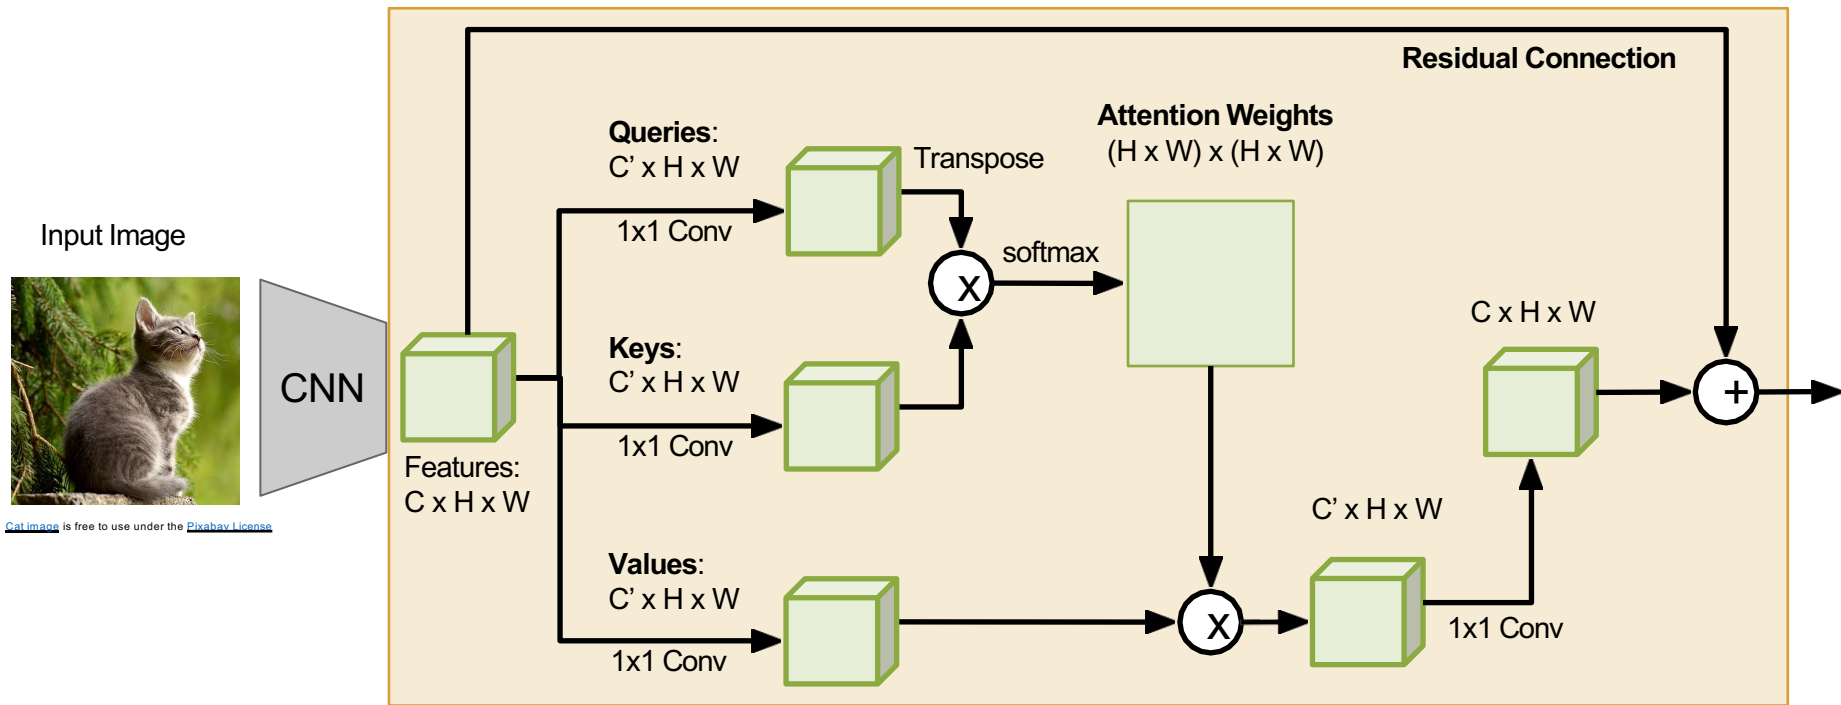 Residual Connection
Attention Weights
(H x W) x (H x W)
Queries:
C’ x H x W
Transpose
1x1 Conv
Input Image
softmax
x
C x H x W
Keys:
C’ x H x W
CNN
+
1x1 Conv
Features:
C x H x W
C’ x H x W
Cat image is free to use under the Pixabay License
Values:
C’ x H x W
x
1x1 Conv
1x1 Conv